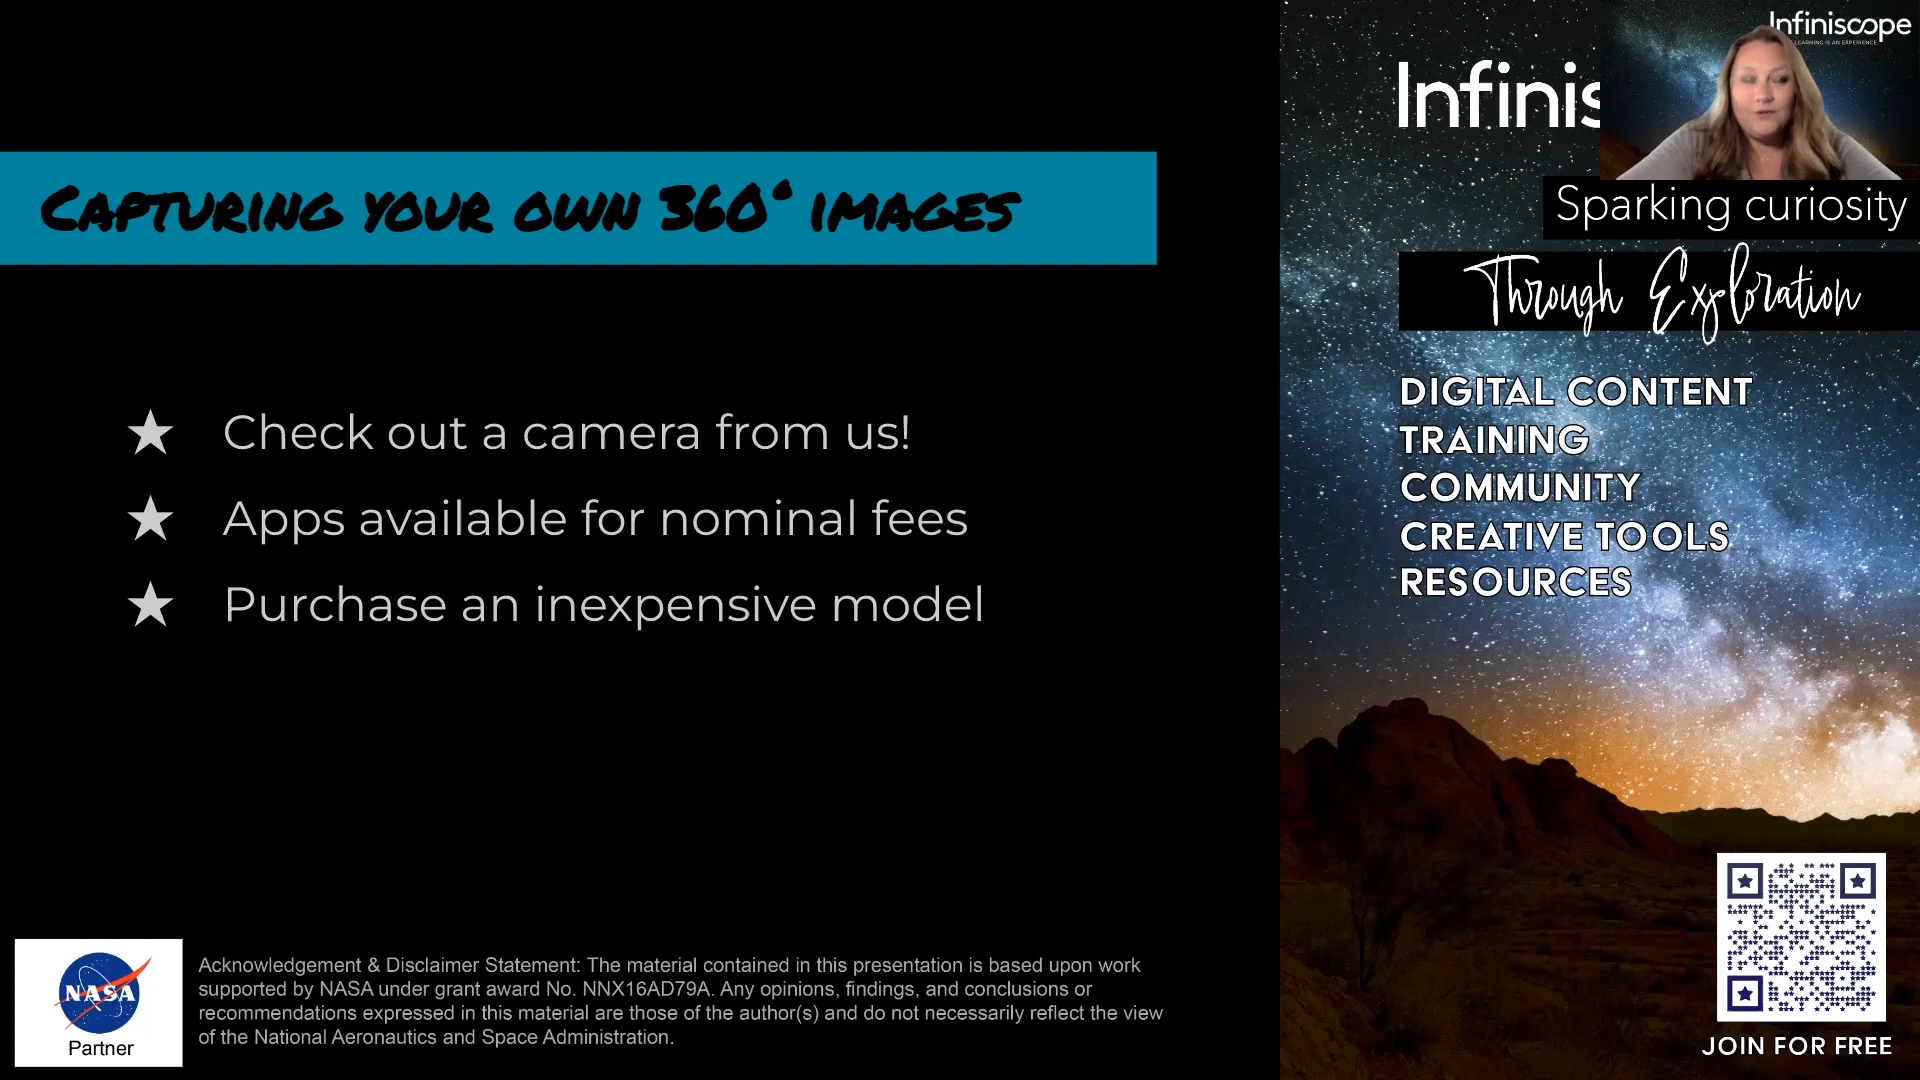 Capturing your own 360° images
★ Check out a camera from us!
★ Apps available for nominal fees
★ Purchase an inexpensive model
NASA
Partner
Acknowledgement & Disclaimer Statement: The material contained in this presentation is based upon work
supported by NASA under grant award No. NNX16AD79A. Any opinions, findings, and conclusions or
recommendations expressed in this material are those of the author(s) and do not necessarily reflect the view
of the National Aeronautics and Space Administration.
Infiniscope
LEARNING IS AN EXPERIENCE
Infinis
Sparking curiosity
Through Exploration
DIGITAL CONTENT
TRAINING
COMMUNITY
CREATIVE TOOLS
RESOURCES
JOIN FOR FREE